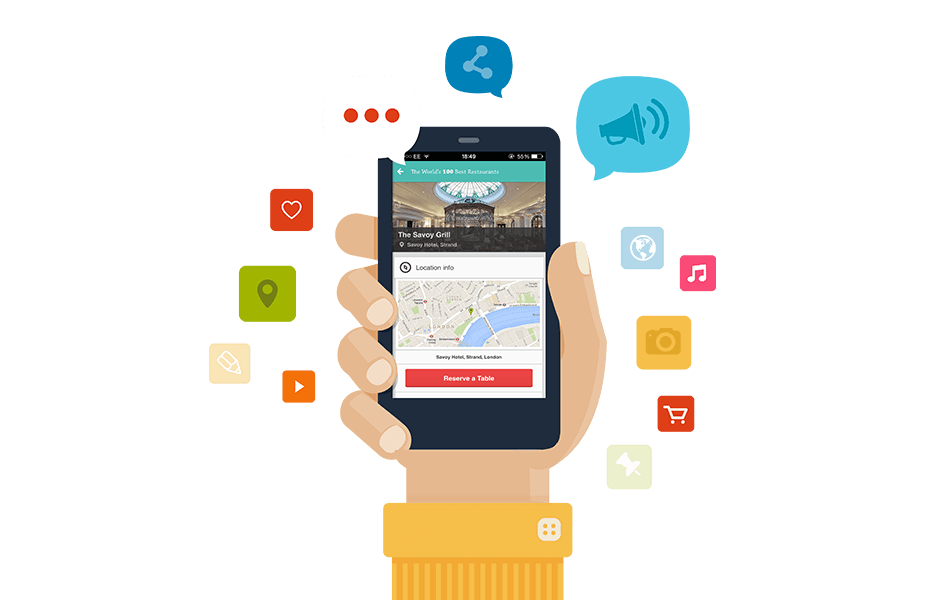 EE 18:49 55%
The World's 100 Best Restaurants
The Savoy Grill
Savoy Hotel, Strand
Location info
LONDON
Savoy Hotel, Strand, London
Reserve a Table